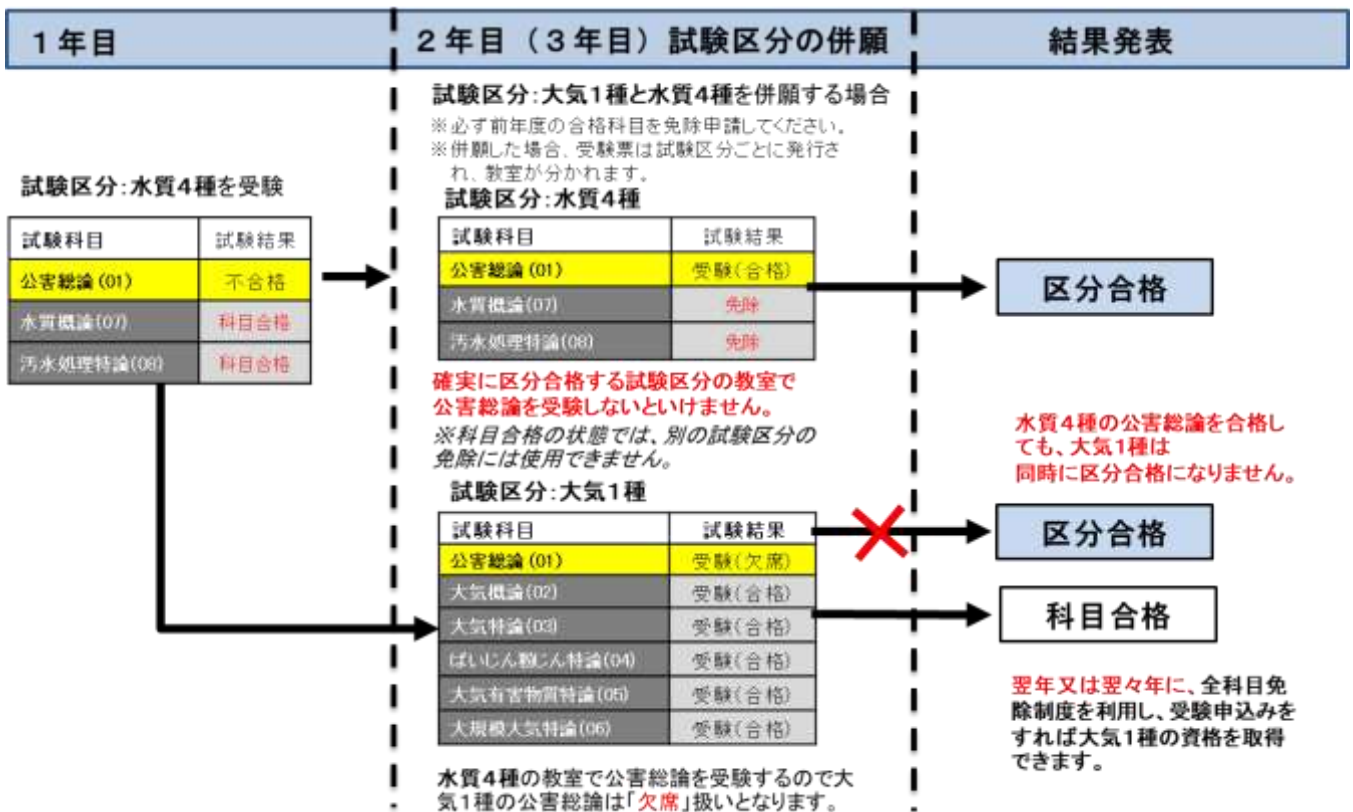 1年目
2年目（3年目）試験区分の併願
結果発表
試験区分：水質4種を受験
試験科目 試験結果
公害総論(01) 不合格
水質概論(07) 科目合格
汚水処理特論(08) 科目合格
試験区分：大気1種と水質4種を併願する場合
※必ず前年度の合格科目を免除申請してください。
※併願した場合、受験票は試験区分ごとに発行さ
れ、教室が分かれます。
試験区分：水質4種
試験科目 試験結果
公害総論(01) 受験(合格)
水質概論(07) 免除
汚水処理特論(08) 免除
確実に区分合格する試験区分の教室で
公害総論を受験しないといけません。
※科目合格の状態では、別の試験区分の
免除には使用できません。
試験区分：大気1種
試験科目 試験結果
公害総論(01) 受験(欠席)
大気概論(02) 受験(合格)
大気特論(03) 受験(合格)
ばいじん粉じん特論(04) 受験(合格)
大気有害物質特論(05) 受験(合格)
大規模大気特論(06) 受験(合格)
水質4種の教室で公害総論を受験するので大
気1種の公害総論は「欠席」扱いとなります。
区分合格
水質4種の公害総論を合格し
ても、大気1種は
同時に区分合格になりません。
区分合格
科目合格
翌年又は翌々年に、全科目免
除制度を利用し、受験申込みを
すれば大気1種の資格を取得
できます。